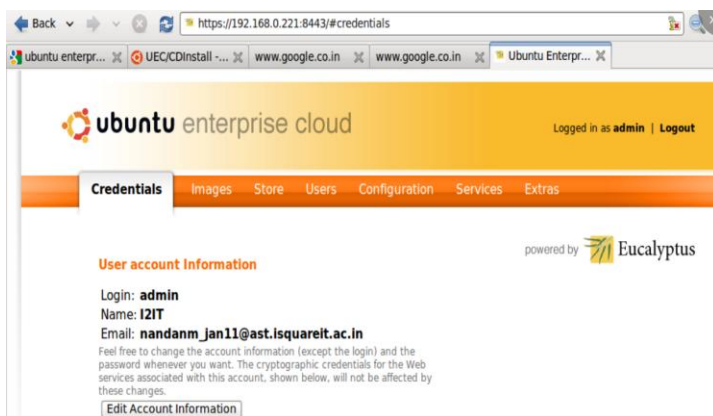 Back
https://192.168.0.221:8443/#credentials
ubuntu enterpr... UEC/CDInstall -... www.google.co.in www.google.co.in Ubuntu Enterpr...
ubuntu enterprise cloud
Logged in as admin | Logout
Credentials Images Store Users Configuration Services Extras
powered by Eucalyptus
User account Information
Login: admin
Name: I2IT
Email: nandanm_jan11@ast.isquareit.ac.in
Feel free to change the account information (except the login) and the
password whenever you want. The cryptographic credentials for the Web
services associated with this account, shown below, will not be affected by
these changes.
Edit Account Information